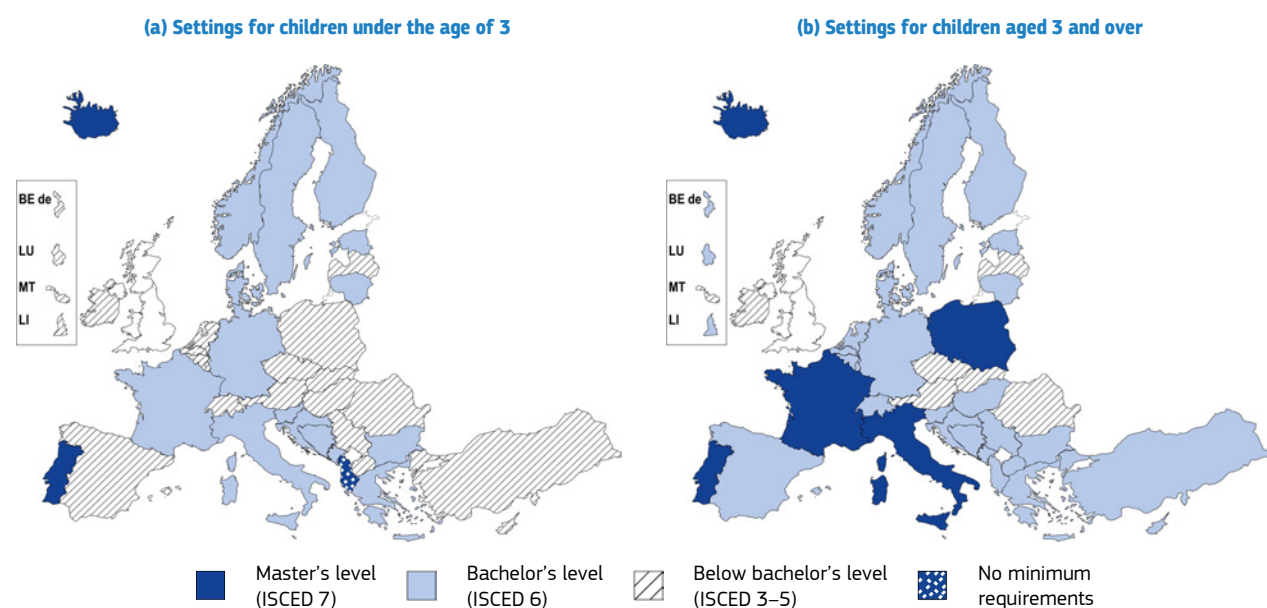 (a) Settings for children under the age of 3
(b) Settings for children aged 3 and over
BE de
LU
MT
LI
BE de
LU
MT
LI
Master's level
(ISCED 7)
Bachelor's level
(ISCED 6)
Below bachelor's level
(ISCED 3–5)
No minimum
requirements